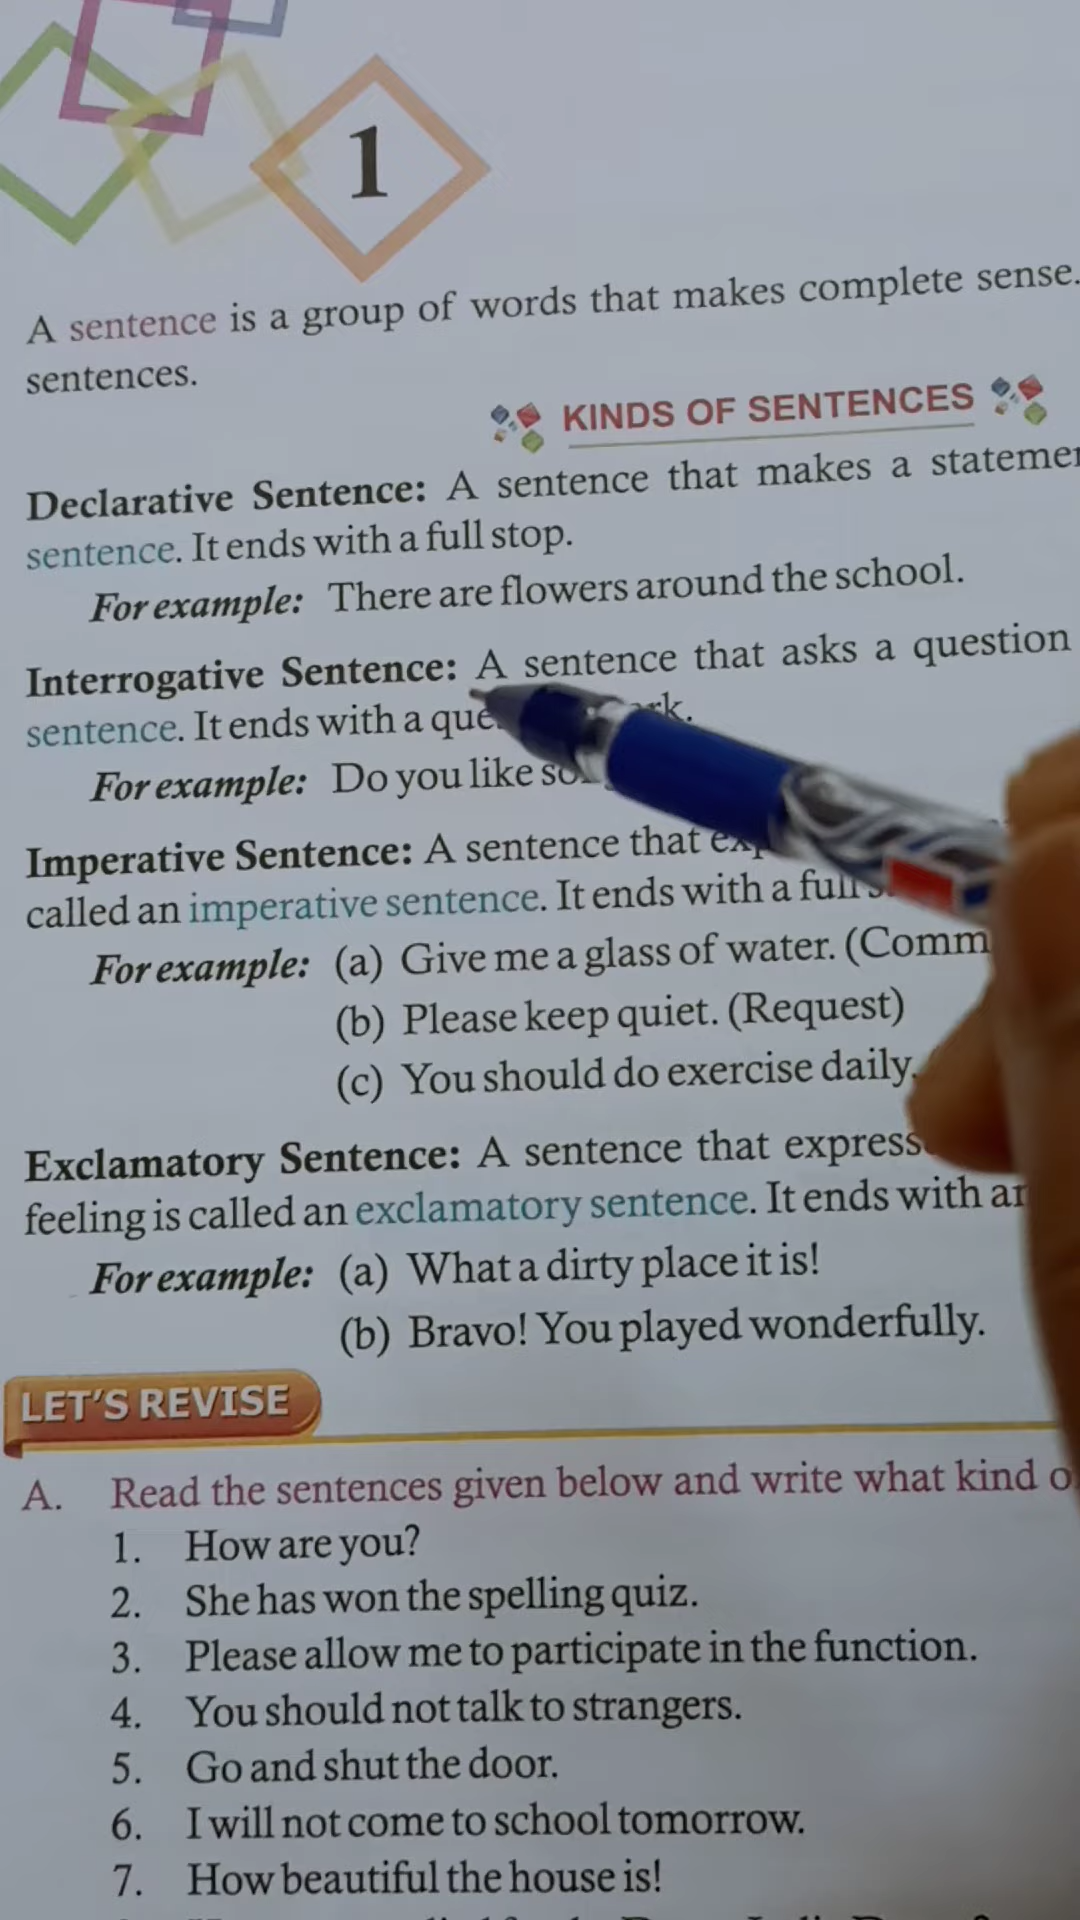 1
A sentence is a group of words that makes complete sense.
sentences.
KINDS OF SENTENCES
Declarative Sentence: A sentence that makes a
sentence. It ends with a full stop.
For example: There are flowers around the school.
Interrogative Sentence: A sentence that asks a question
sentence. It ends with a
For example: Do you like
Imperative Sentence: A sentence that
called an imperative sentence. It ends with a full
For example: (a) Give me a glass of water.
(b) Please keep quiet. (Request)
(c) You should do exercise daily.
Exclamatory Sentence: A sentence that
feeling is called an exclamatory sentence. It ends with
For example: (a) What a dirty place it is!
(b) Bravo! You played wonderfully.
LET'S REVISE
A. Read the sentences given below and write what kind
1. How are you?
2. She has won the spelling quiz.
3. Please allow me to participate in the function.
4. You should not talk to strangers.
5. Go and shut the door.
6. I will not come to school tomorrow.
7. How beautiful the house is!